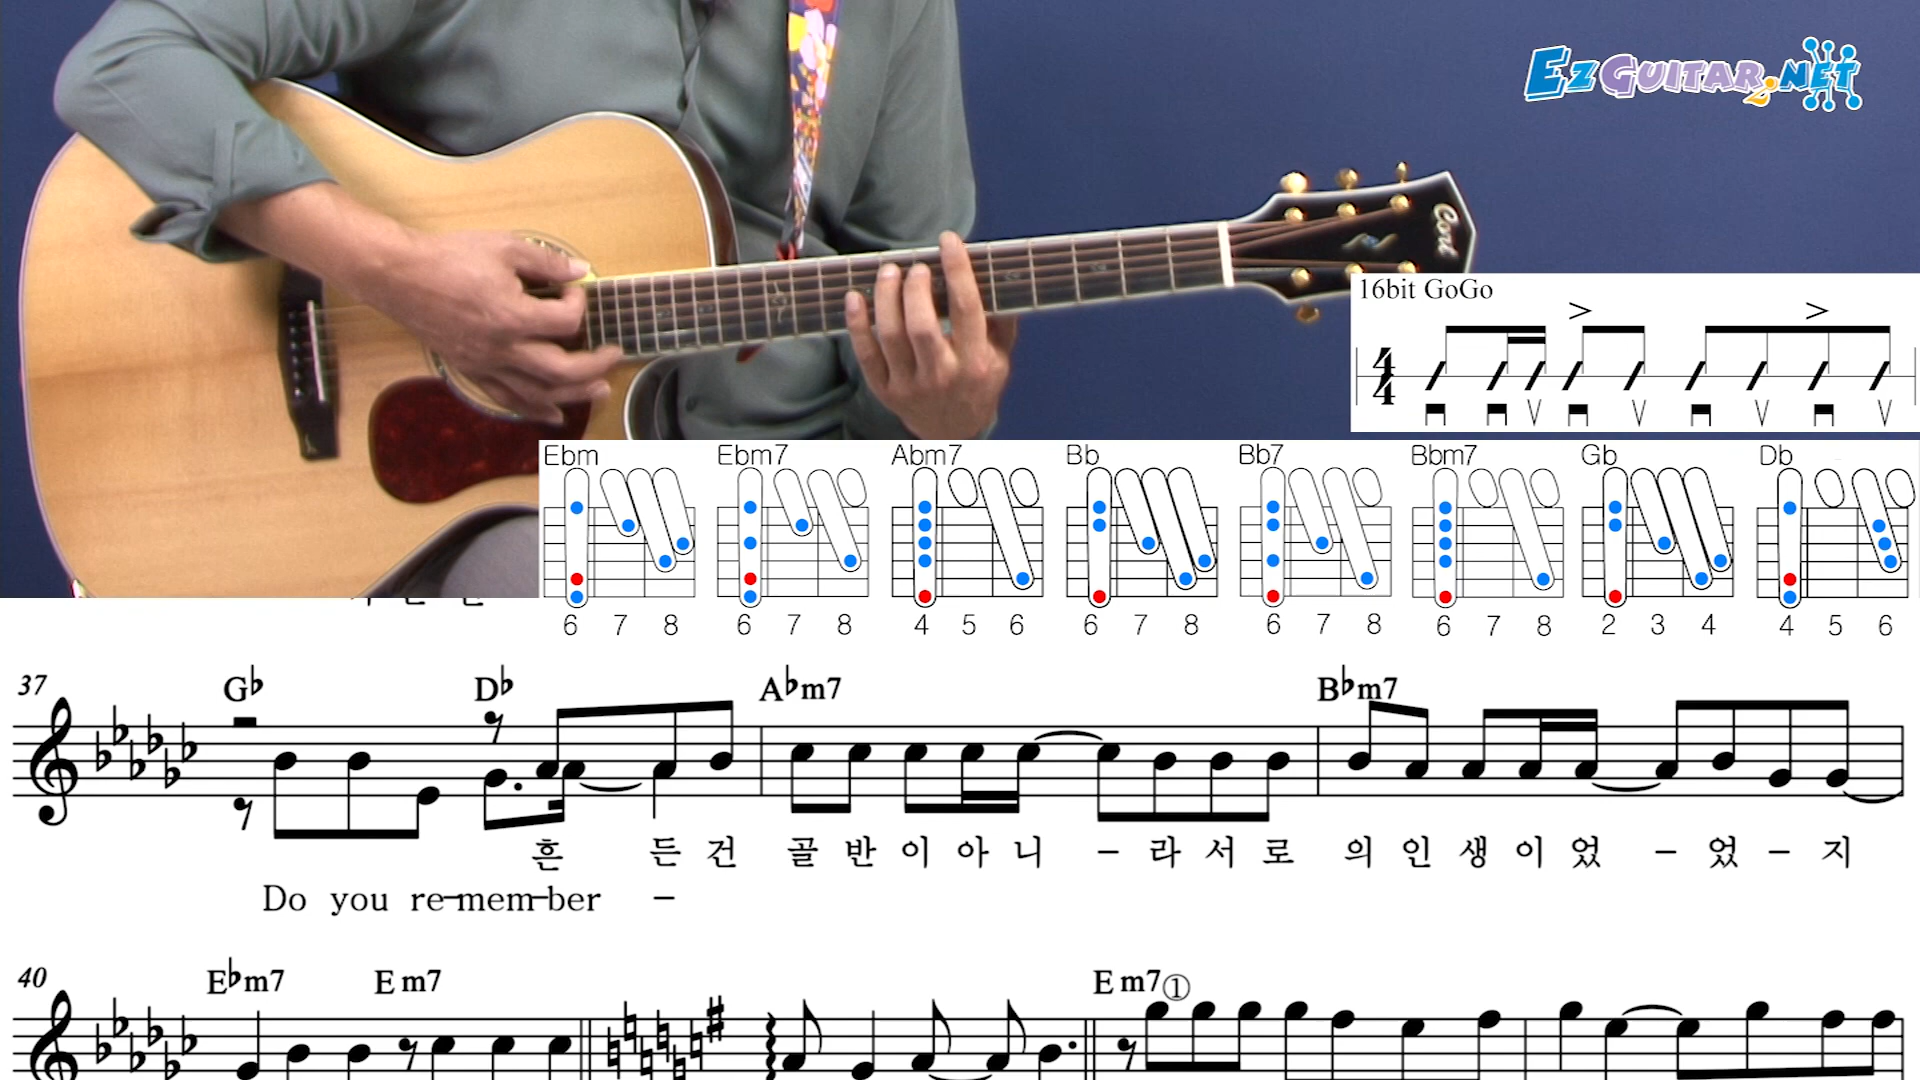 EzGuitar2.NET
Cort
16bit GoGo
4
4
Ebm Ebm7 Abm7 Bb Bb7 Bbm7 Gb Db
6 7 8 6 7 8 4 5 6 6 7 8 6 7 8 6 7 8 2 3 4 4 5 6
37 G♭ D♭ A♭m7 B♭m7
흔 든 건 골 반 이 아 니 – 라 서 로 의 인 생 이 었 – 었 – 지
Do you re-mem-ber –
40 E♭m7 E m7 E m7①